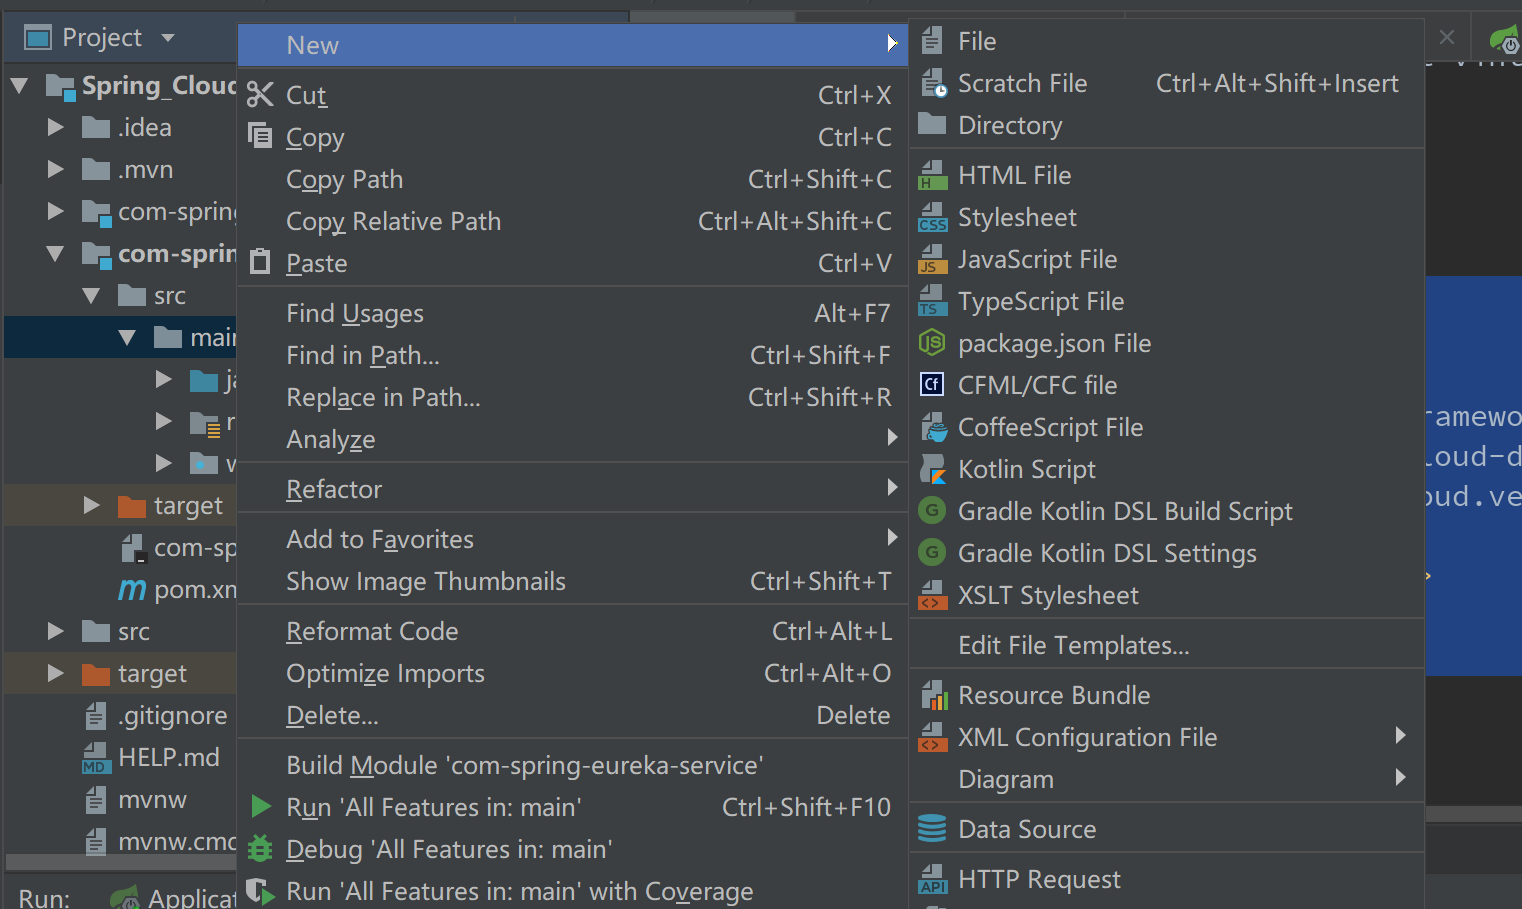 Project
Spring_Cloud
.idea
.mvn
com-spring
com-sprin
src
main
target
com-sp
pom.xm
src
target
.gitignore
HELP.md
mvnw
mvnw.cmd
Run:
Applicat
New
Cut Ctrl+X
Copy Ctrl+C
Copy Path Ctrl+Shift+C
Copy Relative Path Ctrl+Alt+Shift+C
Paste Ctrl+V
Find Usages Alt+F7
Find in Path... Ctrl+Shift+F
Replace in Path... Ctrl+Shift+R
Analyze
Refactor
Add to Favorites
Show Image Thumbnails Ctrl+Shift+T
Reformat Code Ctrl+Alt+L
Optimize Imports Ctrl+Alt+O
Delete... Delete
Build Module 'com-spring-eureka-service'
Run 'All Features in: main' Ctrl+Shift+F10
Debug 'All Features in: main'
Run 'All Features in: main' with Coverage
File
Scratch File Ctrl+Alt+Shift+Insert
Directory
HTML File
Stylesheet
JavaScript File
TypeScript File
package.json File
CFML/CFC file
CoffeeScript File
Kotlin Script
Gradle Kotlin DSL Build Script
Gradle Kotlin DSL Settings
XSLT Stylesheet
Edit File Templates...
Resource Bundle
XML Configuration File
Diagram
Data Source
HTTP Request
ramewo
loud-d
oud.ve